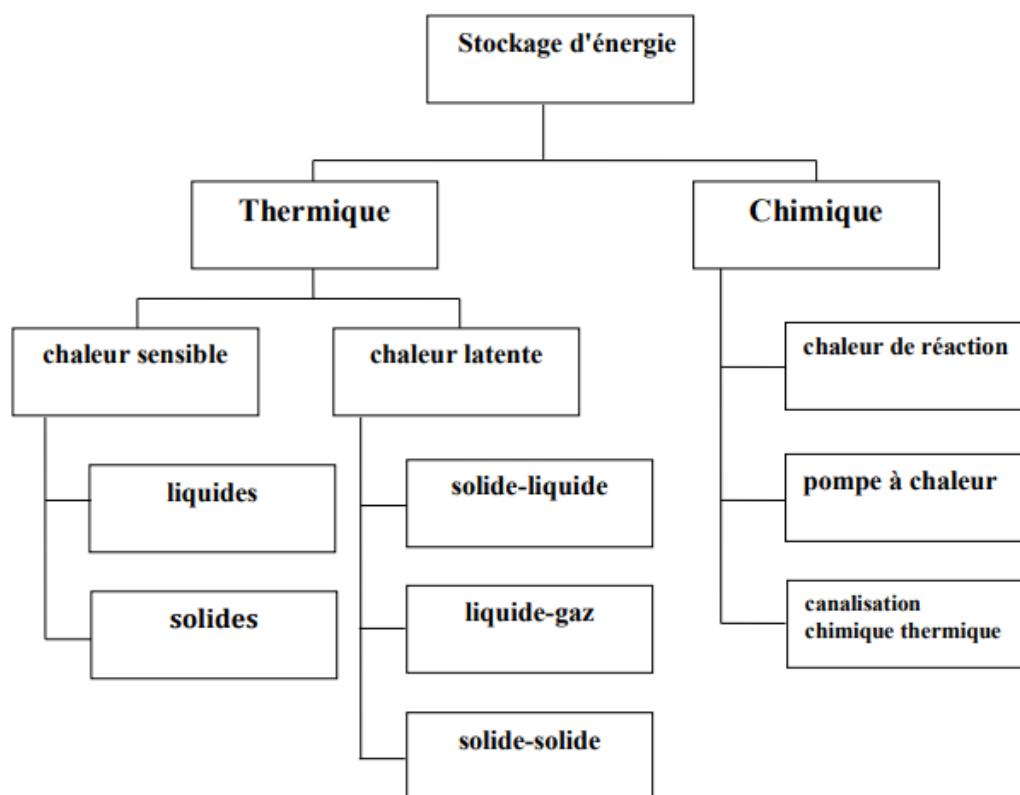 Stockage d'énergie
Thermique
Chimique
chaleur sensible
chaleur latente
chaleur de réaction
liquides
solide-liquide
pompe à chaleur
solides
liquide-gaz
canalisation
chimique thermique
solide-solide